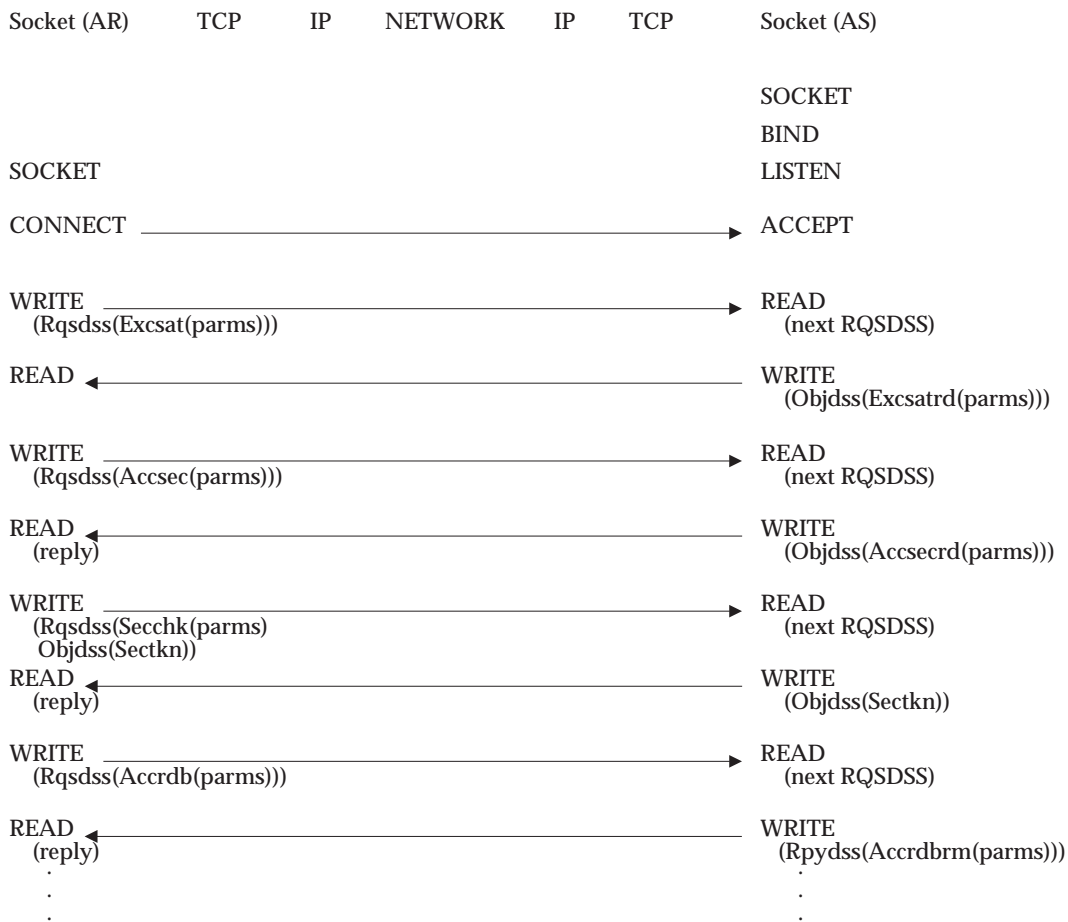 Socket (AR) TCP IP NETWORK IP TCP Socket (AS)
SOCKET
BIND
SOCKET LISTEN
CONNECT ACCEPT
WRITE READ
(Rqsdss(Excsat(parms))) (next RQSDSS)
READ WRITE
(Objdss(Excsatrd(parms)))
WRITE READ
(Rqsdss(Accsec(parms))) (next RQSDSS)
READ WRITE
(reply) (Objdss(Accsecrd(parms)))
WRITE READ
(Rqsdss(Secchk(parms) (next RQSDSS)
Objdss(Sectkn))
READ WRITE
(reply) (Objdss(Sectkn))
WRITE READ
(Rqsdss(Accrdb(parms))) (next RQSDSS)
READ WRITE
(reply) (Rpydss(Accrdbrm(parms)))
. .
. .
. .